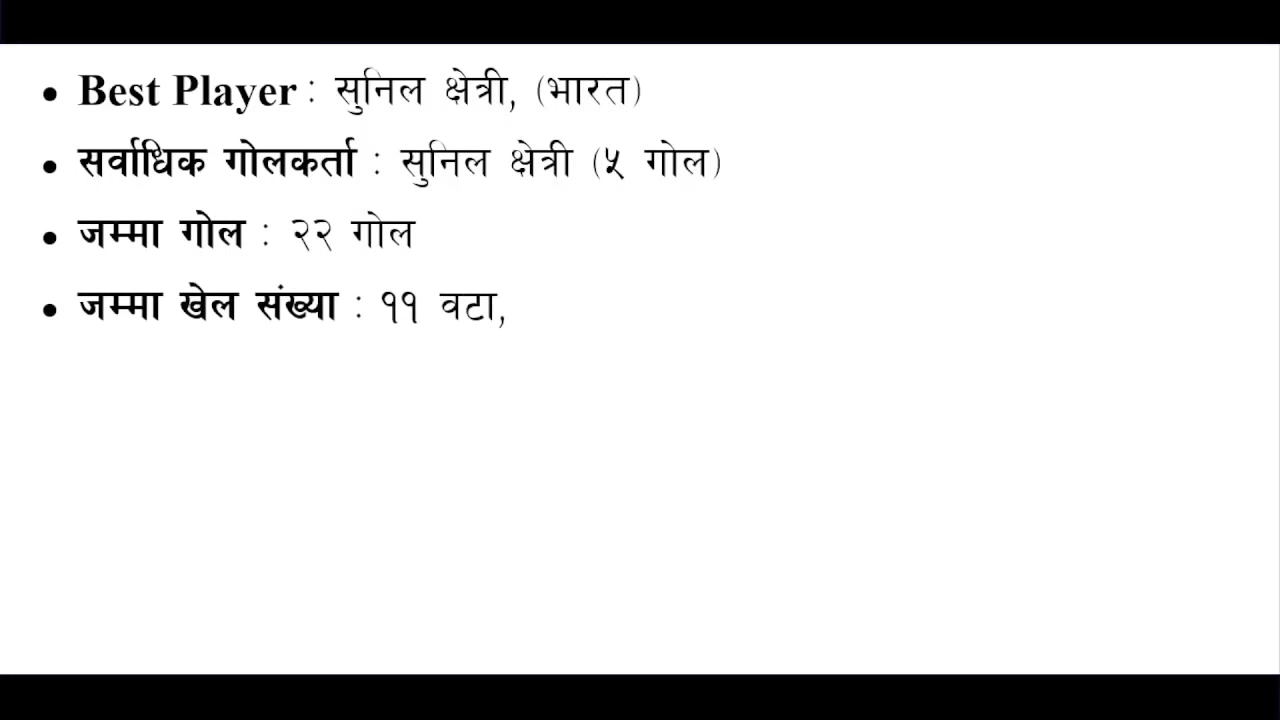 • Best Player : सुनिल क्षेत्री, (भारत)
• सर्वाधिक गोलकर्ता : सुनिल क्षेत्री (५ गोल)
• जम्मा गोल : २२ गोल
• जम्मा खेल संख्या : ११ वटा,